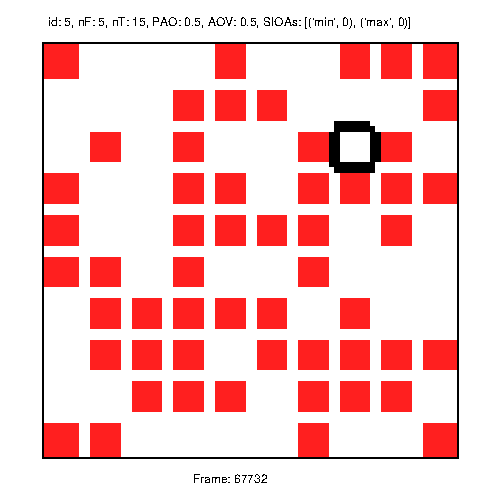 id: 5, nF: 5, nT: 15, PAO: 0.5, AOV: 0.5, SIOAs: [('min', 0), ('max', 0)]
Frame: 67732